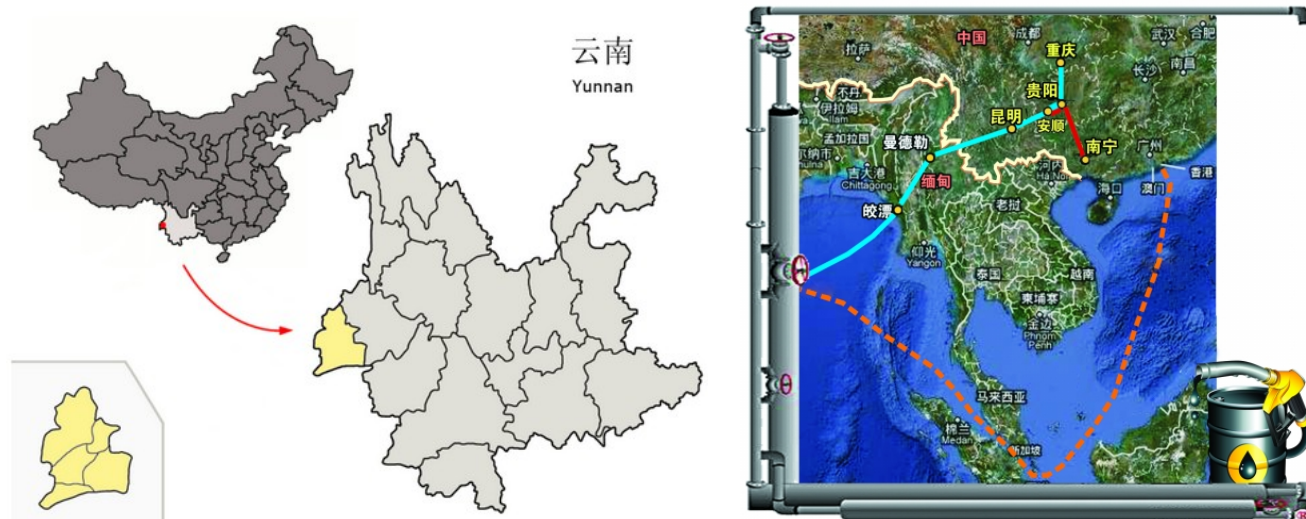 云南
Yunnan
中国
成都
拉萨
武汉
合肥
重庆
长沙
南昌
不丹
伊拉姆
Ilam
贵阳
安顺
昆明
孟加拉国
曼德勒
南宁
广州
香港
澳门
吉大港
Chittagong
缅甸
河内
Ha Noi
海口
老挝
皎漂
仰光
Yangon
泰国
越南
柬埔寨
金边
Phnom
Penh
马来西亚
棉兰
Medan
新加坡